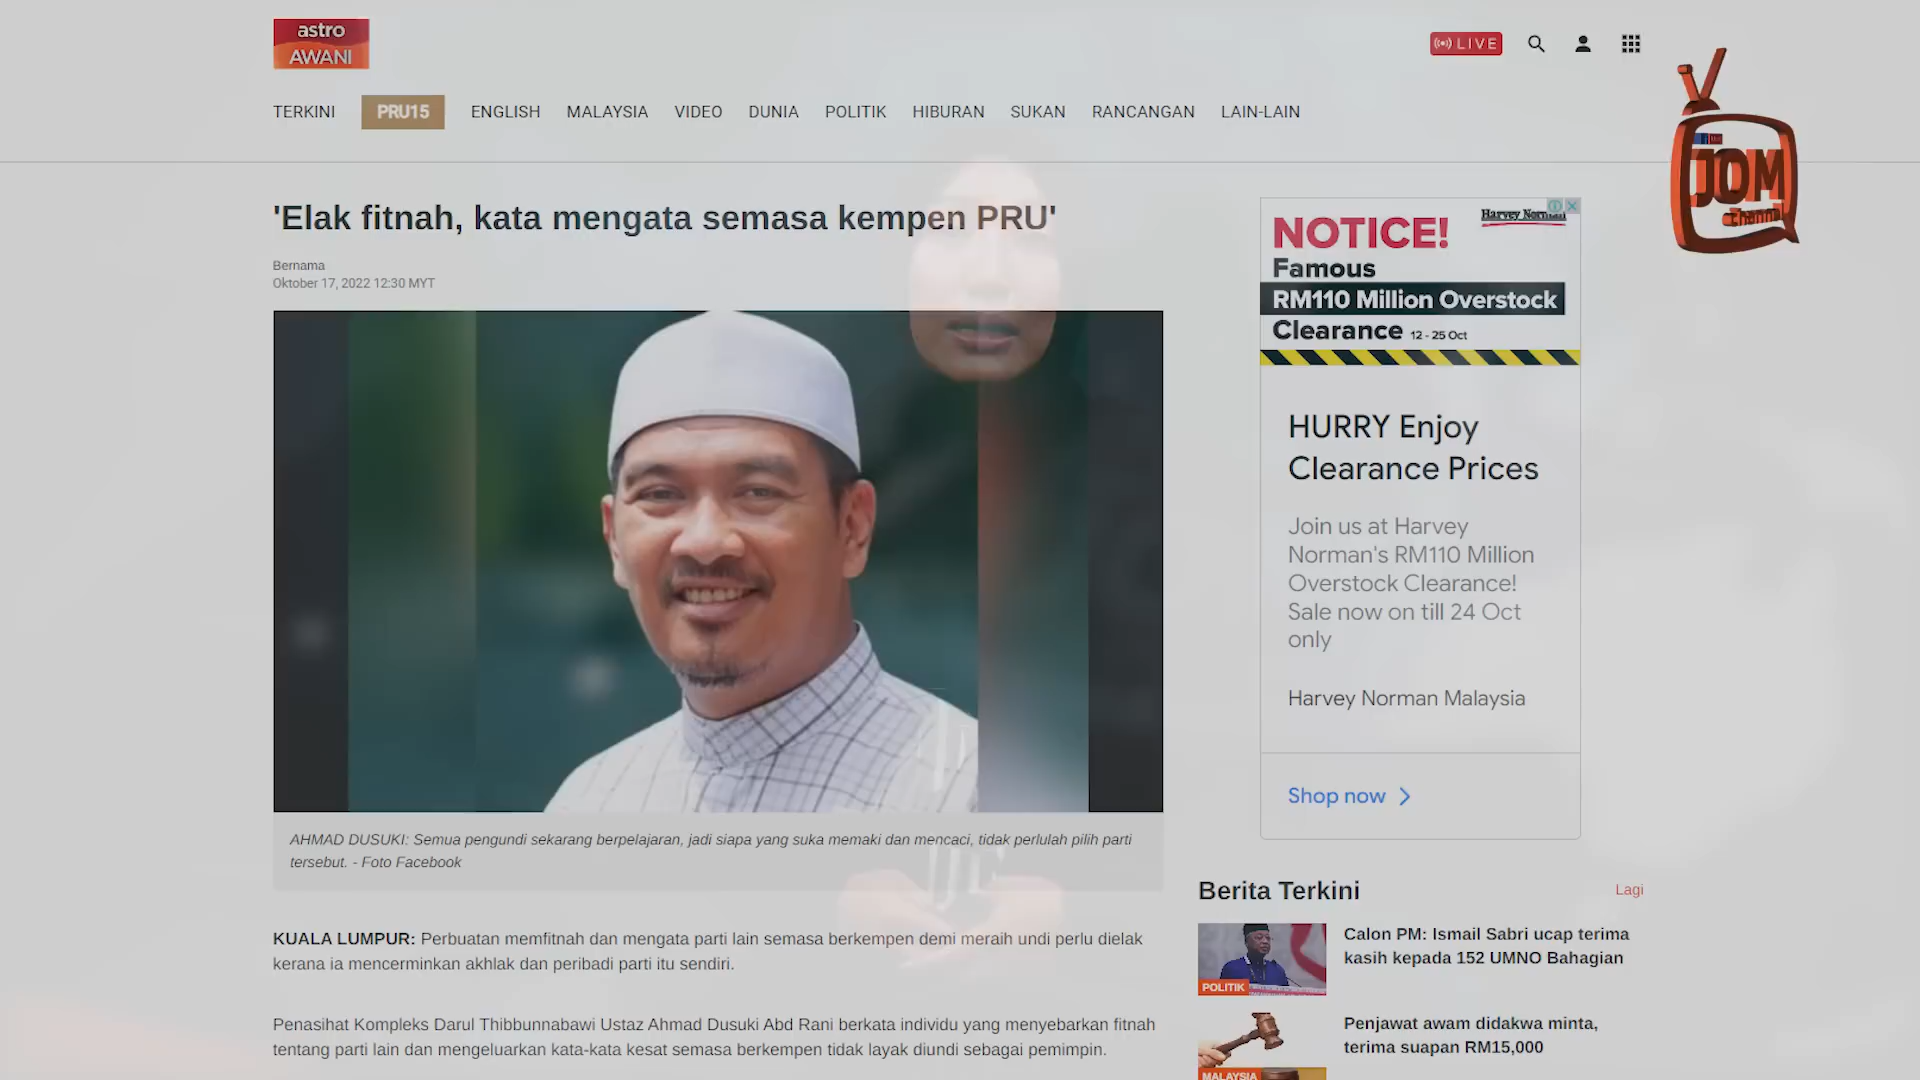 astro
AWANI
LIVE
TERKINI PRU15 ENGLISH MALAYSIA VIDEO DUNIA POLITIK HIBURAN SUKAN RANCANGAN LAIN-LAIN
JOM
channel
'Elak fitnah, kata mengata semasa kempen PRU'
Bernama
Oktober 17, 2022 12:30 MYT
AHMAD DUSUKI: Semua pengundi sekarang berpelajaran, jadi siapa yang suka memaki dan mencaci, tidak perlulah pilih parti
tersebut. - Foto Facebook
KUALA LUMPUR: Perbuatan memfitnah dan mengata parti lain semasa berkempen demi meraih undi perlu dielak
kerana ia mencerminkan akhlak dan peribadi parti itu sendiri.
Penasihat Kompleks Darul Thibbunnabawi Ustaz Ahmad Dusuki Abd Rani berkata individu yang menyebarkan fitnah
tentang parti lain dan mengeluarkan kata-kata kesat semasa berkempen tidak layak diundi sebagai pemimpin.
Harvey Norman
NOTICE!
Famous
RM110 Million Overstock
Clearance 12 - 25 Oct
HURRY Enjoy
Clearance Prices
Join us at Harvey
Norman's RM110 Million
Overstock Clearance!
Sale now on till 24 Oct
only
Harvey Norman Malaysia
Shop now
Berita Terkini Lagi
Calon PM: Ismail Sabri ucap terima
kasih kepada 152 UMNO Bahagian
POLITIK
Penjawat awam didakwa minta,
terima suapan RM15,000
MALAYSIA